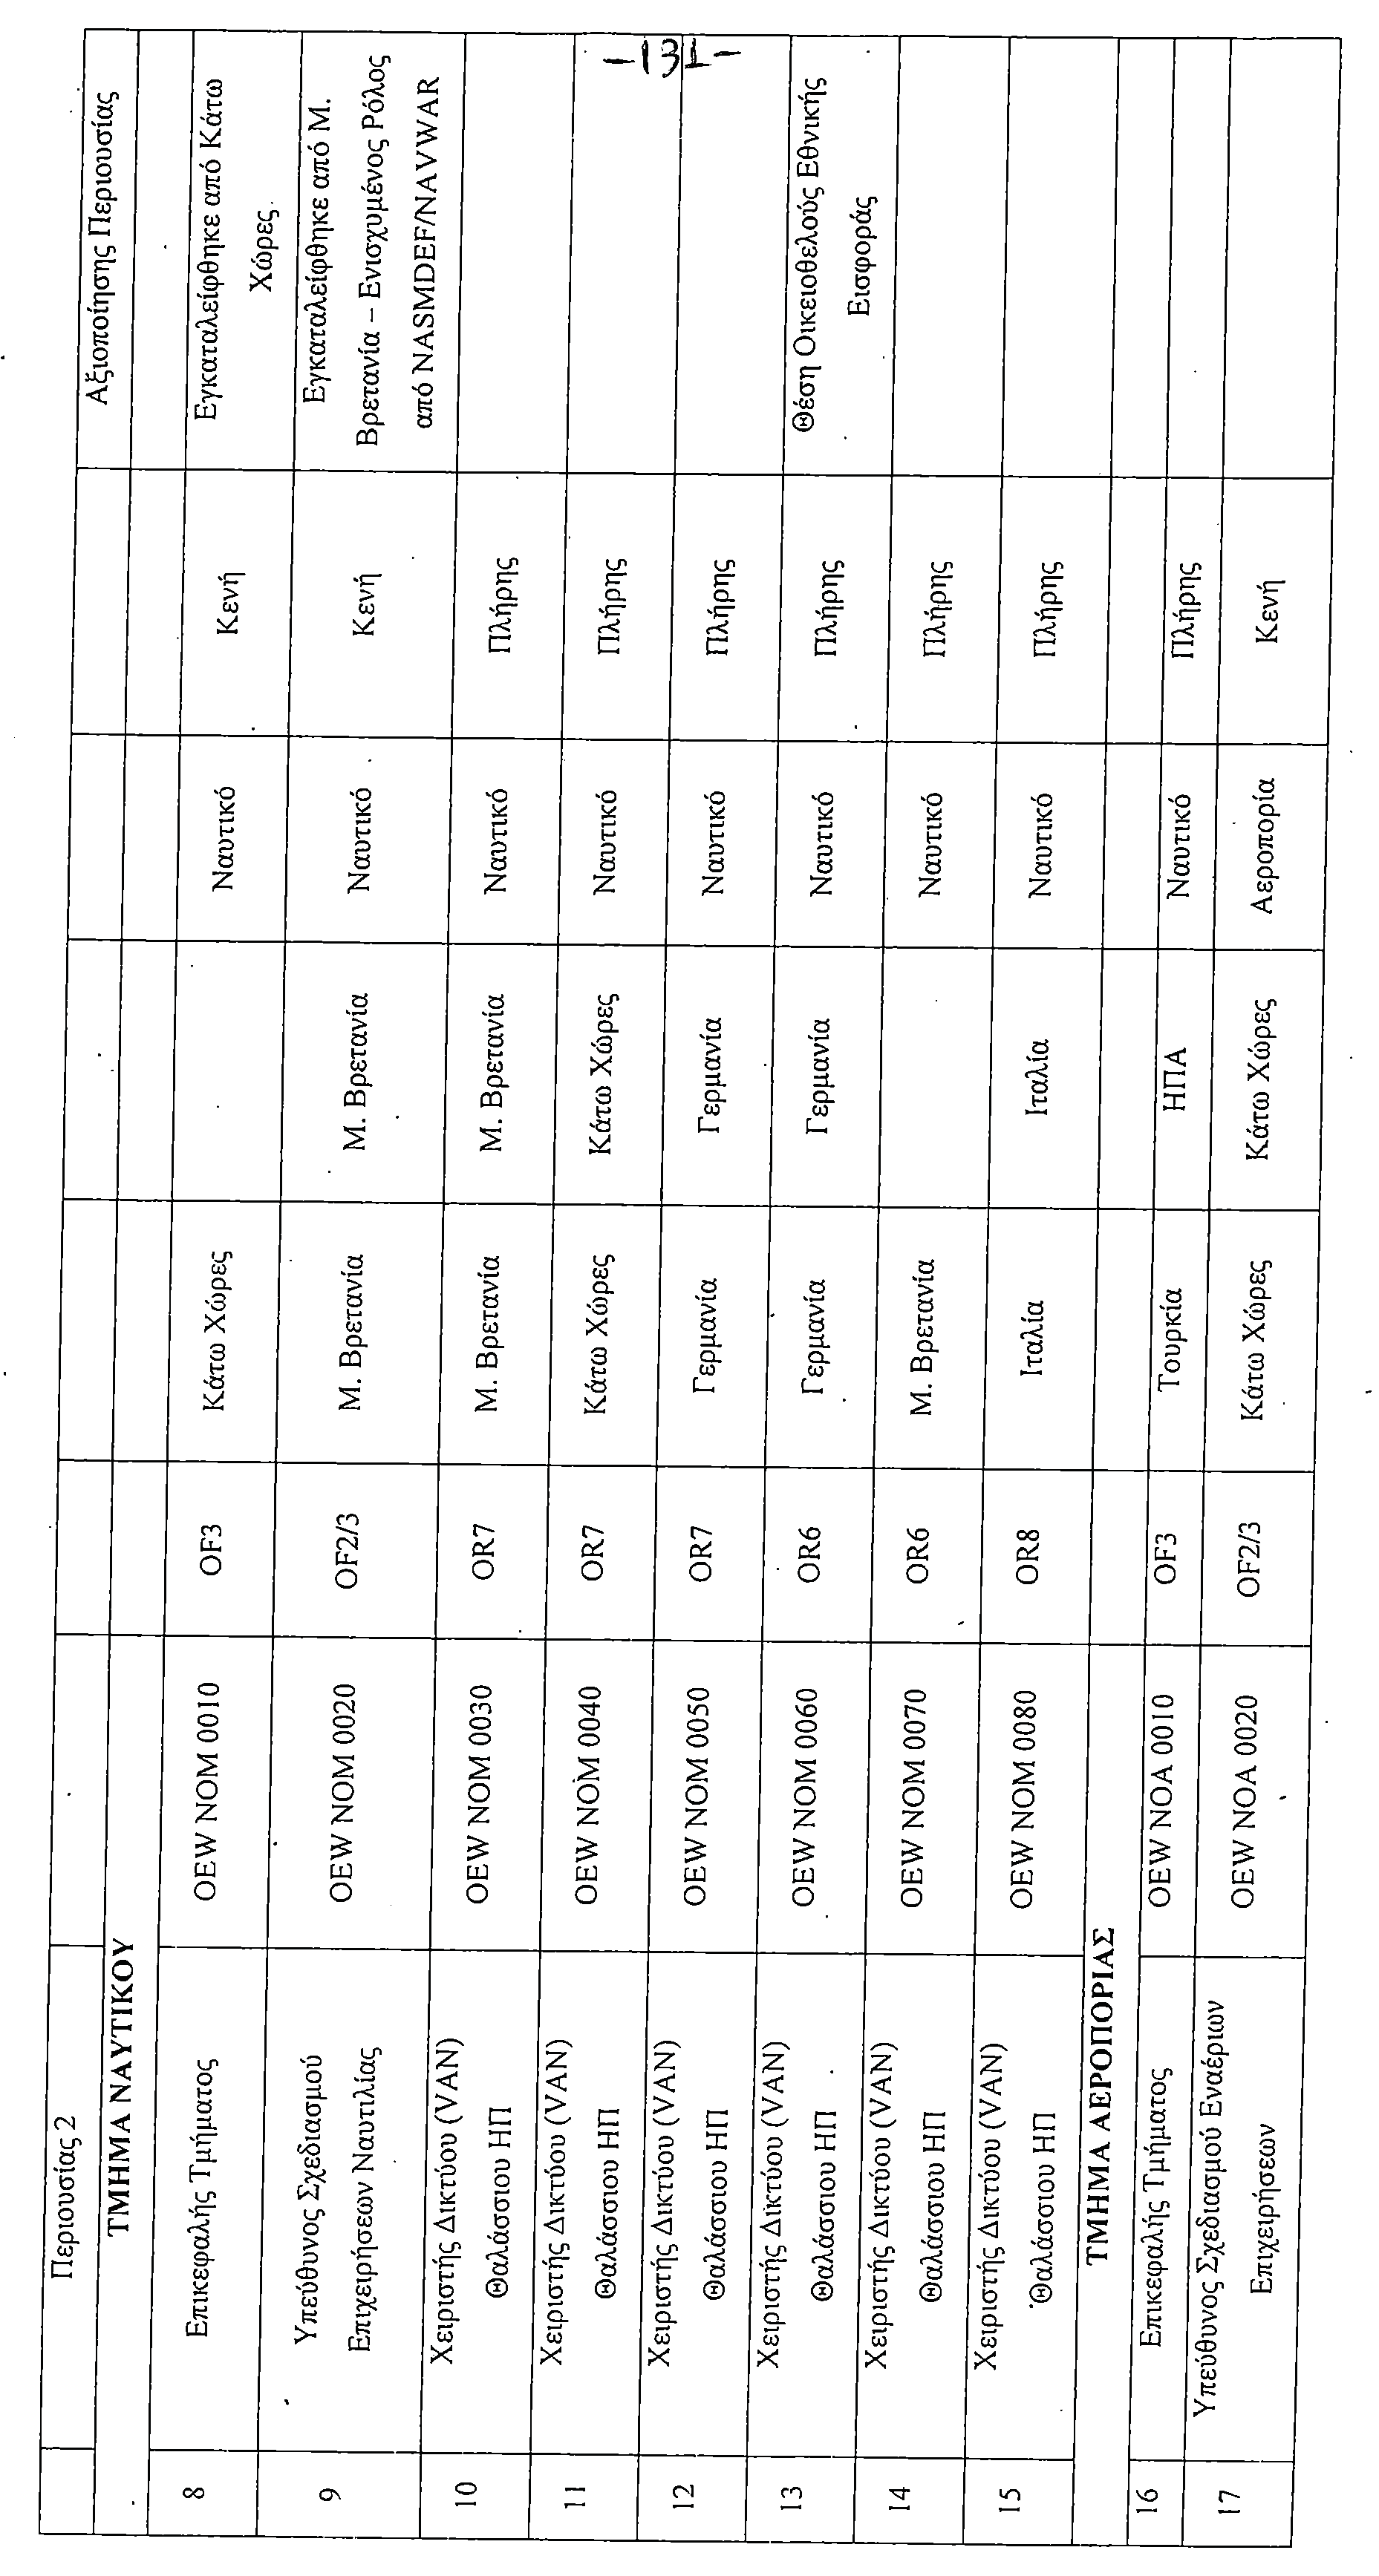 -131-
Περιουσίας 2 Αξιοποίησης Περιουσίας
ΤΜΗΜΑ ΝΑΥΤΙΚΟΥ
8 Επικεφαλής Τμήματος OEW NOM 0010 OF3 Κάτω Χώρες Ναυτικό Κενή Εγκαταλείφθηκε από Κάτω
Χώρες.
9 Υπεύθυνος Σχεδιασμού OEW NOM 0020 OF2/3 Μ. Βρετανία Μ. Βρετανία Ναυτικό Κενή Εγκαταλείφθηκε από Μ.
Επιχειρήσεων Ναυτιλίας Βρετανία – Ενισχυμένος Ρόλος
από NASMDEF/NAVWAR
10 Χειριστής Δικτύου (VAN) OEW NOM 0030 OR7 Μ. Βρετανία Μ. Βρετανία Ναυτικό Πλήρης
Θαλάσσιου ΗΠ
11 Χειριστής Δικτύου (VAN) OEW NOM 0040 OR7 Κάτω Χώρες Κάτω Χώρες Ναυτικό Πλήρης
Θαλάσσιου ΗΠ
12 Χειριστής Δικτύου (VAN) OEW NOM 0050 OR7 Γερμανία Γερμανία Ναυτικό Πλήρης
Θαλάσσιου ΗΠ
13 Χειριστής Δικτύου (VAN) OEW NOM 0060 OR6 Γερμανία Γερμανία Ναυτικό Πλήρης Θέση Οικειοθελούς Εθνικής
Θαλάσσιου ΗΠ Εισφοράς
14 Χειριστής Δικτύου (VAN) OEW NOM 0070 OR6 Μ. Βρετανία Ναυτικό Πλήρης
Θαλάσσιου ΗΠ
15 Χειριστής Δικτύου (VAN) OEW NOM 0080 OR8 Ιταλία Ιταλία Ναυτικό Πλήρης
Θαλάσσιου ΗΠ
ΤΜΗΜΑ ΑΕΡΟΠΟΡΙΑΣ
16 Επικεφαλής Τμήματος OEW NOA 0010 OF3 Τουρκία ΗΠΑ Ναυτικό Πλήρης
17 Υπεύθυνος Σχεδιασμού Εναέριων OEW NOA 0020 OF2/3 Κάτω Χώρες Κάτω Χώρες Αεροπορία Κενή
Επιχειρήσεων